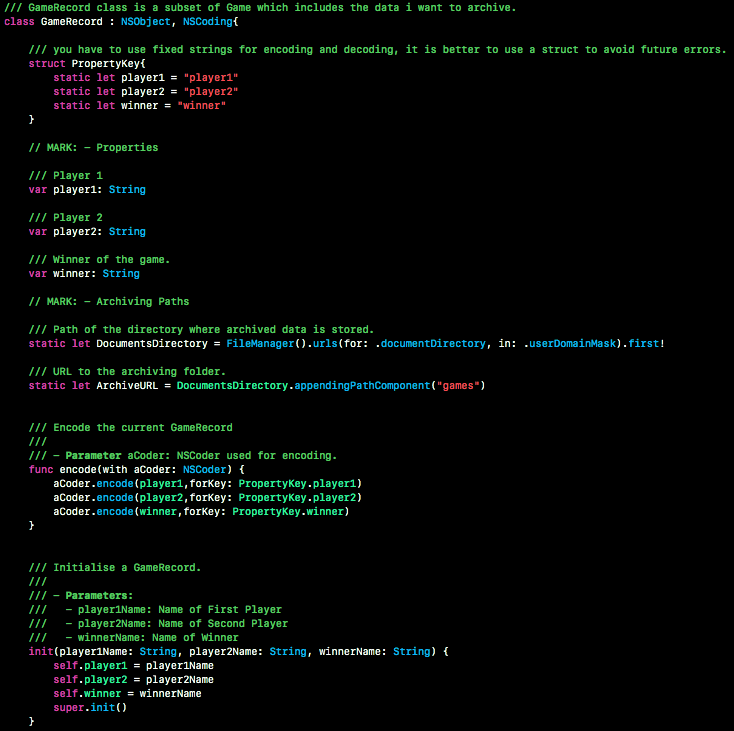 /// GameRecord class is a subset of Game which includes the data i want to archive.
class GameRecord : NSObject, NSCoding{
/// you have to use fixed strings for encoding and decoding, it is better to use a struct to avoid future errors.
struct PropertyKey{
static let player1 = "player1"
static let player2 = "player2"
static let winner = "winner"
}
// MARK: - Properties
/// Player 1
var player1: String
/// Player 2
var player2: String
/// Winner of the game.
var winner: String
// MARK: - Archiving Paths
/// Path of the directory where archived data is stored.
static let DocumentsDirectory = FileManager().urls(for: .documentDirectory, in: .userDomainMask).first!
/// URL to the archiving folder.
static let ArchiveURL = DocumentsDirectory.appendingPathComponent("games")
/// Encode the current GameRecord
///
/// - Parameter aCoder: NSCoder used for encoding.
func encode(with aCoder: NSCoder) {
aCoder.encode(player1,forKey: PropertyKey.player1)
aCoder.encode(player2,forKey: PropertyKey.player2)
aCoder.encode(winner,forKey: PropertyKey.winner)
}
/// Initialise a GameRecord.
///
/// - Parameters:
///   - player1Name: Name of First Player
///   - player2Name: Name of Second Player
///   - winnerName: Name of Winner
init(player1Name: String, player2Name: String, winnerName: String) {
self.player1 = player1Name
self.player2 = player2Name
self.winner = winnerName
super.init()
}